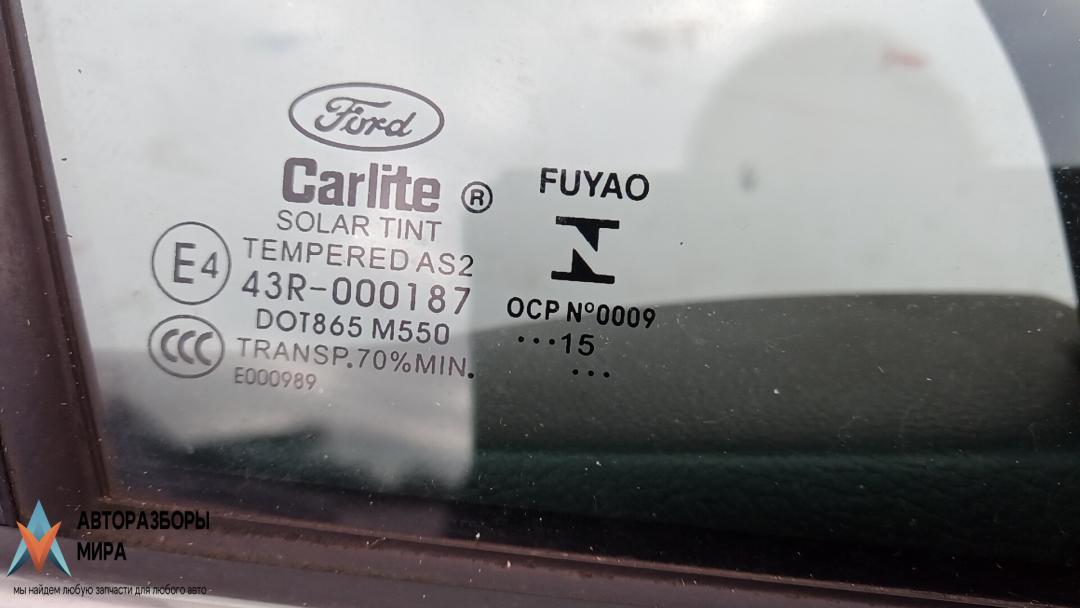 Ford
Carlite ®
SOLAR TINT
TEMPERED AS2
E4
43R-000187
DOT865 M550
CCC
TRANSP.70%MIN.
E000989
FUYAO
OCP Nº0009
•••15
•••
АВТОРАЗБОРЫ
МИРА
мы найдем любую запчасти для любого авто